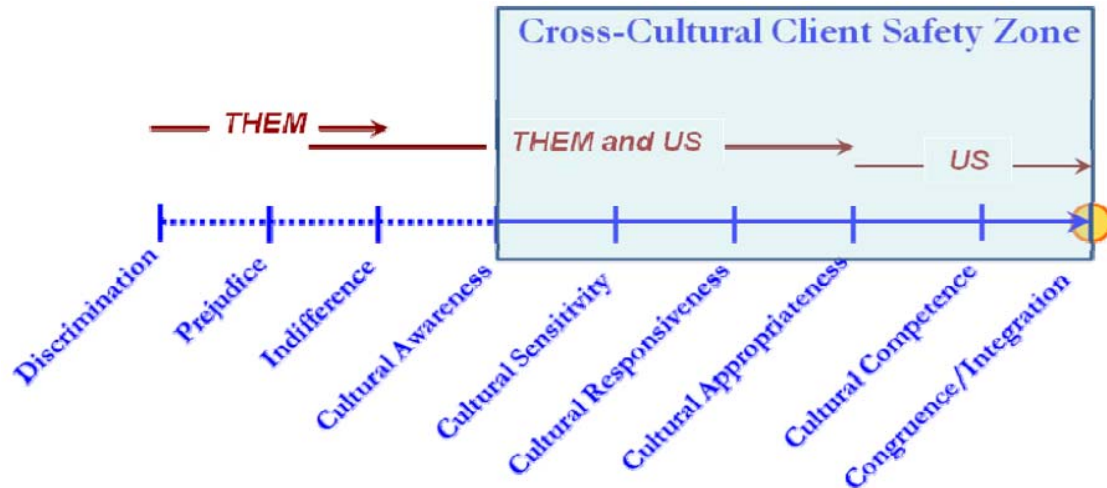 Cross-Cultural Client Safety Zone
THEM
THEM and US
US
Discrimination
Prejudice
Indifference
Cultural Awareness
Cultural Sensitivity
Cultural Responsiveness
Cultural Appropriateness
Cultural Competence
Congruence/Integration